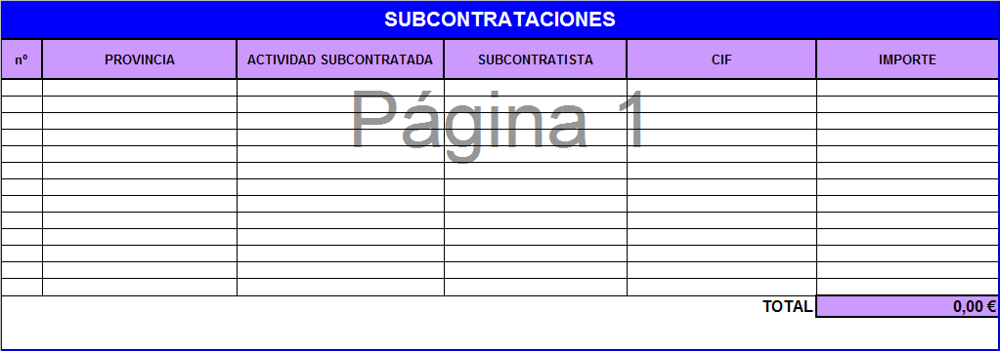 SUBCONTRATACIONES
nº PROVINCIA ACTIVIDAD SUBCONTRATADA SUBCONTRATISTA CIF IMPORTE
Página 1
TOTAL 0,00 €